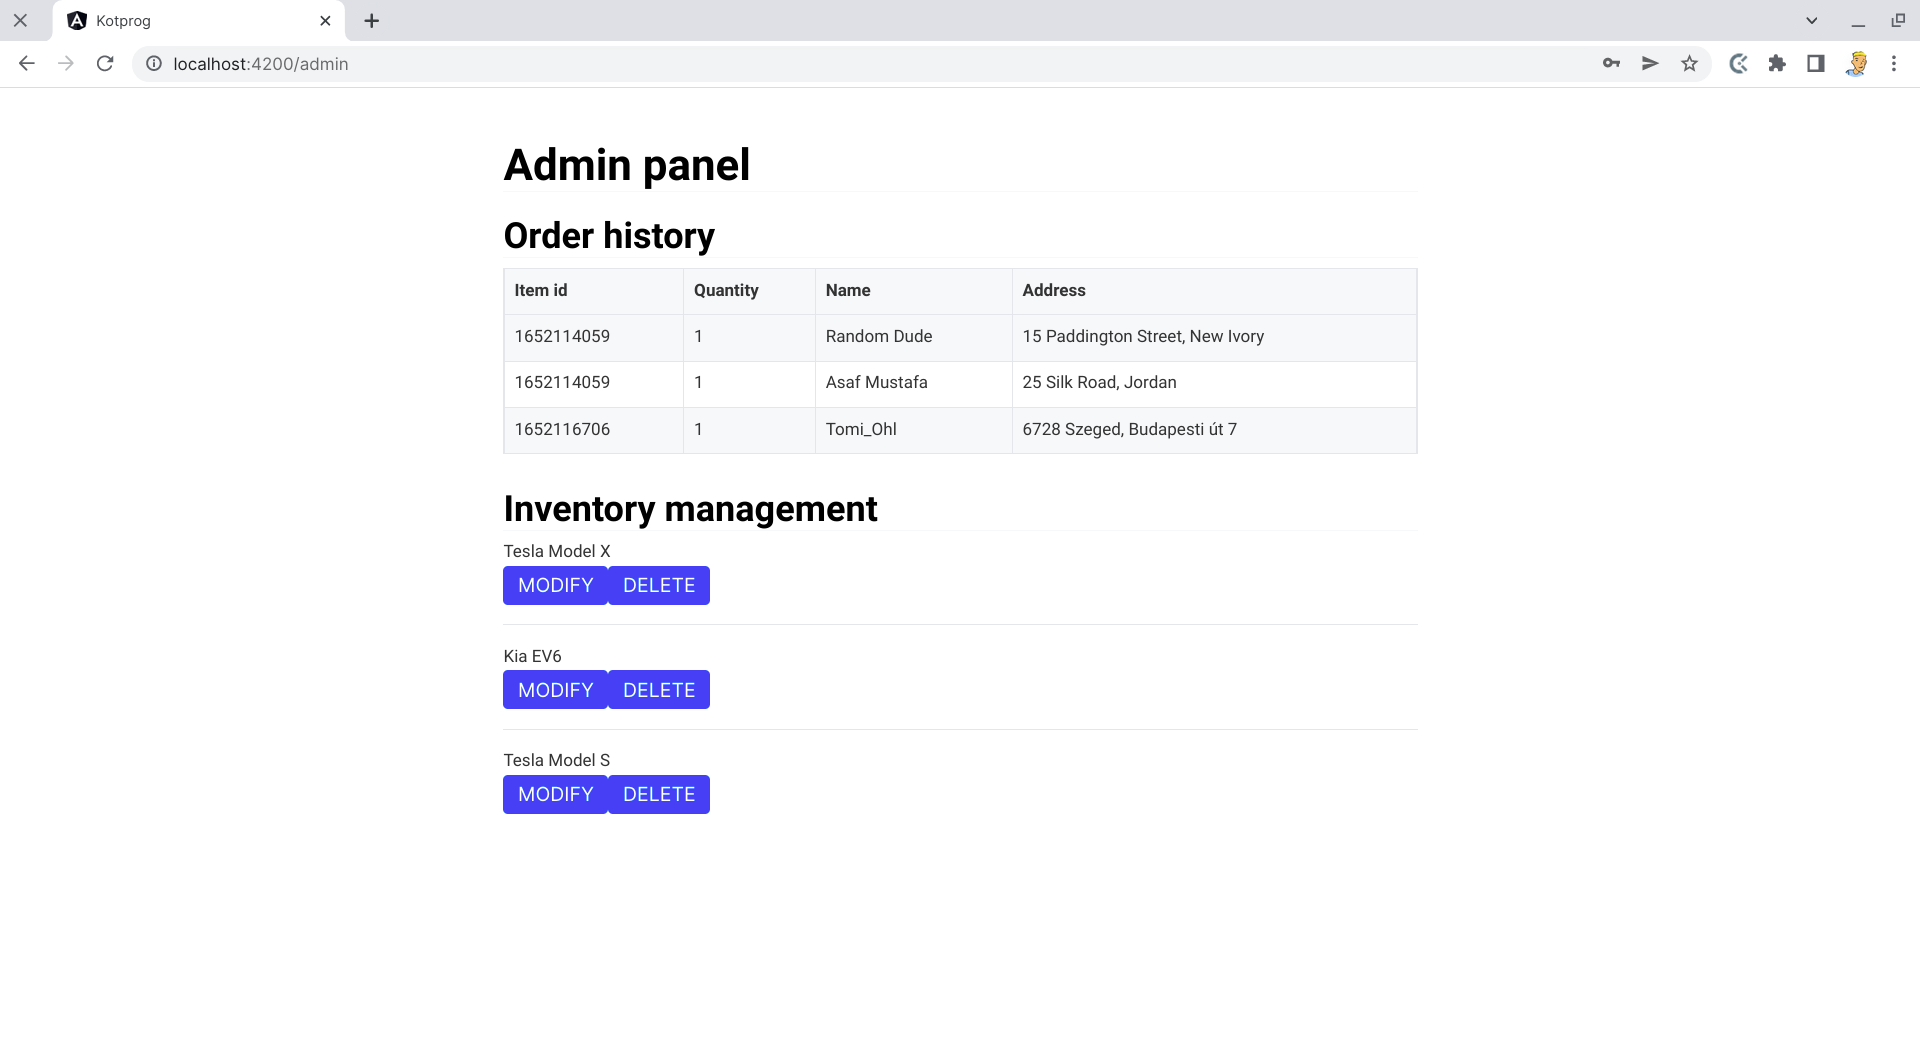 Kotprog
localhost:4200/admin
Admin panel
Order history
Item id Quantity Name Address
1652114059 1 Random Dude 15 Paddington Street, New Ivory
1652114059 1 Asaf Mustafa 25 Silk Road, Jordan
1652116706 1 Tomi_Ohl 6728 Szeged, Budapesti út 7
Inventory management
Tesla Model X
MODIFY DELETE
Kia EV6
MODIFY DELETE
Tesla Model S
MODIFY DELETE